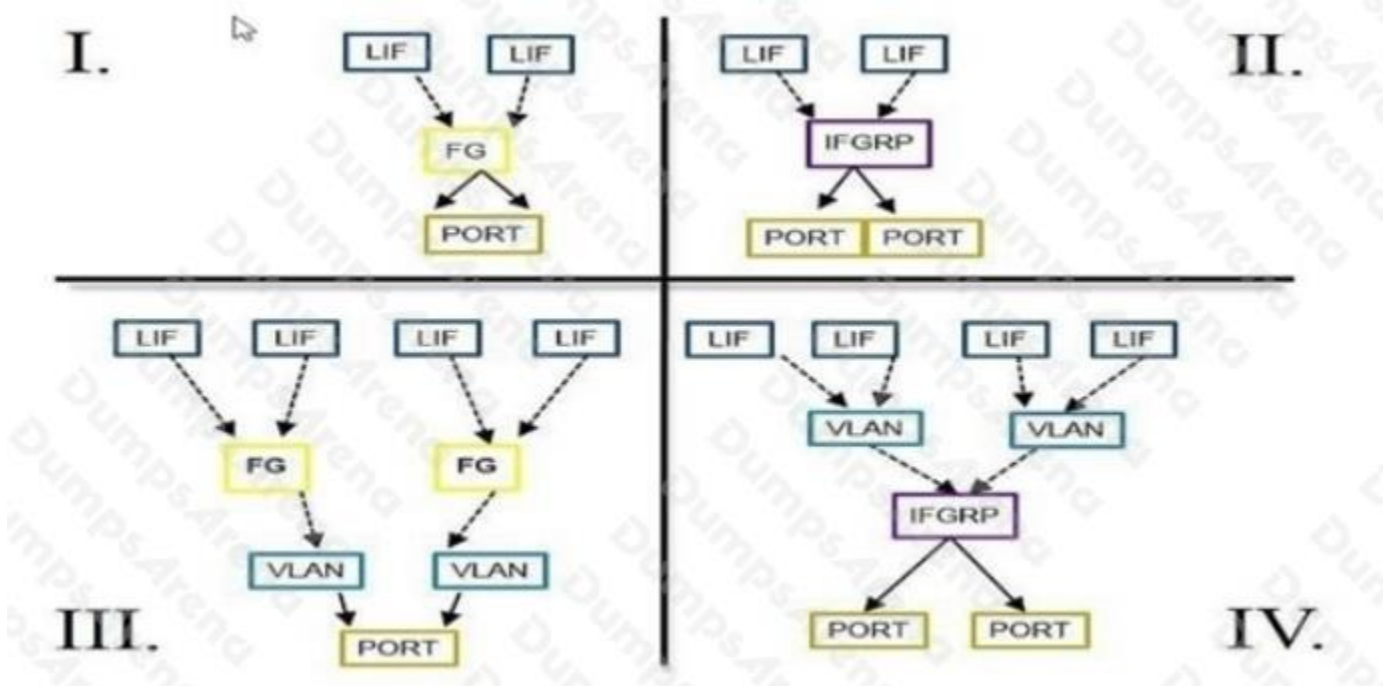 I.
LIF LIF
FG
PORT
LIF LIF
II.
IFGRP
PORT PORT
LIF LIF LIF LIF
FG FG
VLAN VLAN
PORT
III.
LIF LIF LIF LIF
VLAN VLAN
IFGRP
PORT PORT
IV.
DumpsArena